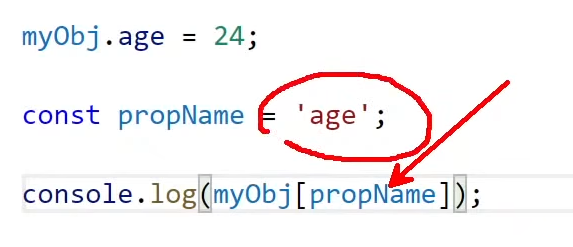 myObj.age = 24;
const propName = 'age';
console.log(myObj[propName]);